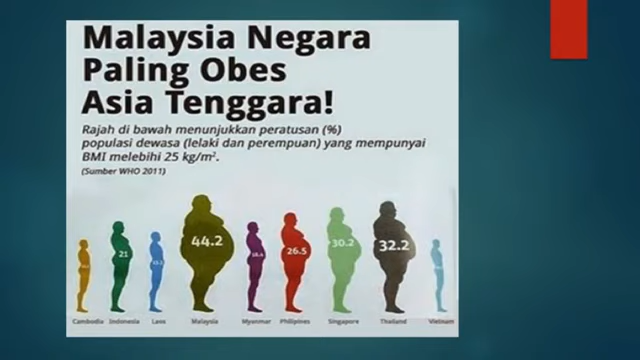 Malaysia Negara
Paling Obes
Asia Tenggara!
Rajah di bawah menunjukkan peratusan (%)
populasi dewasa (lelaki dan perempuan) yang mempunyai
BMI melebihi 25 kg/m².
(Sumber WHO 2011)
21 44.2 26.5 30.2 32.2
Cambodia Indonesia Laos Malaysia Myanmar Philipines Singapore Thailand Vietnam